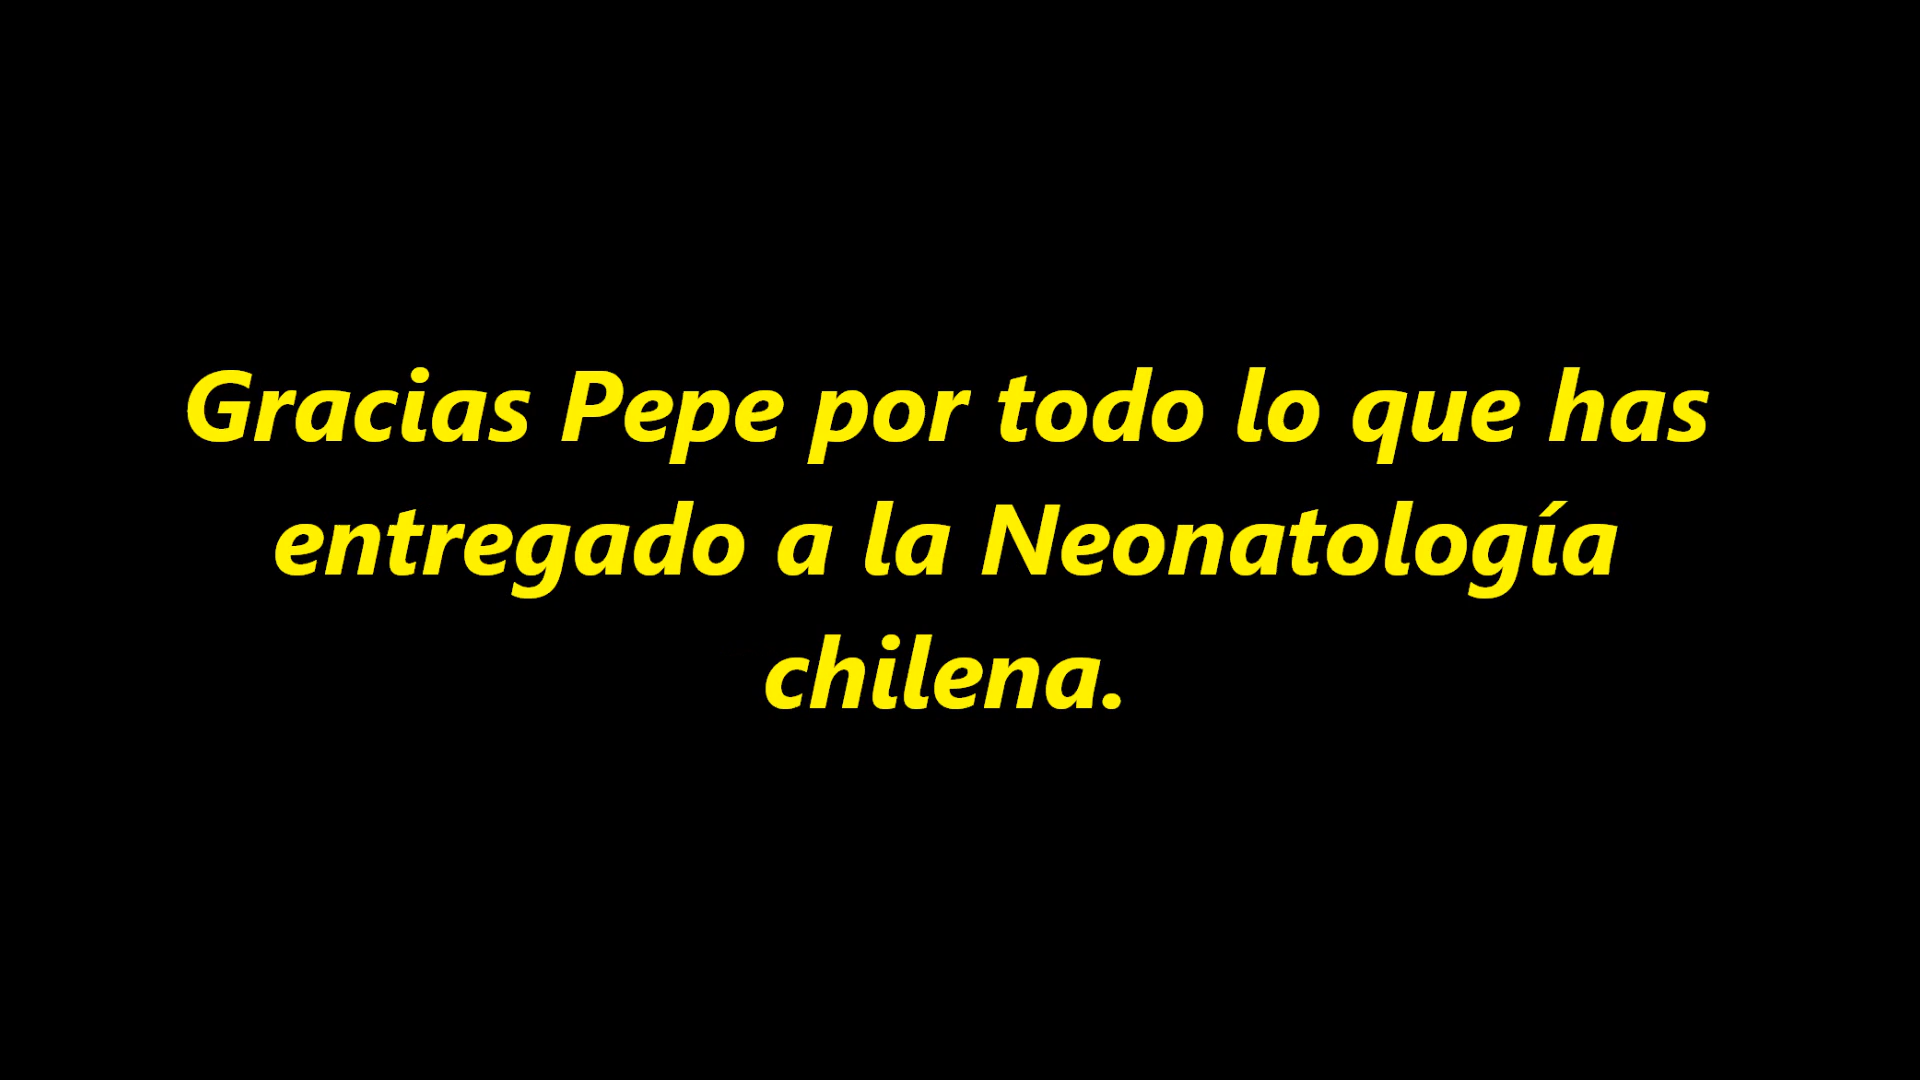 Gracias Pepe por todo lo que has
entregado a la Neonatología
chilena.